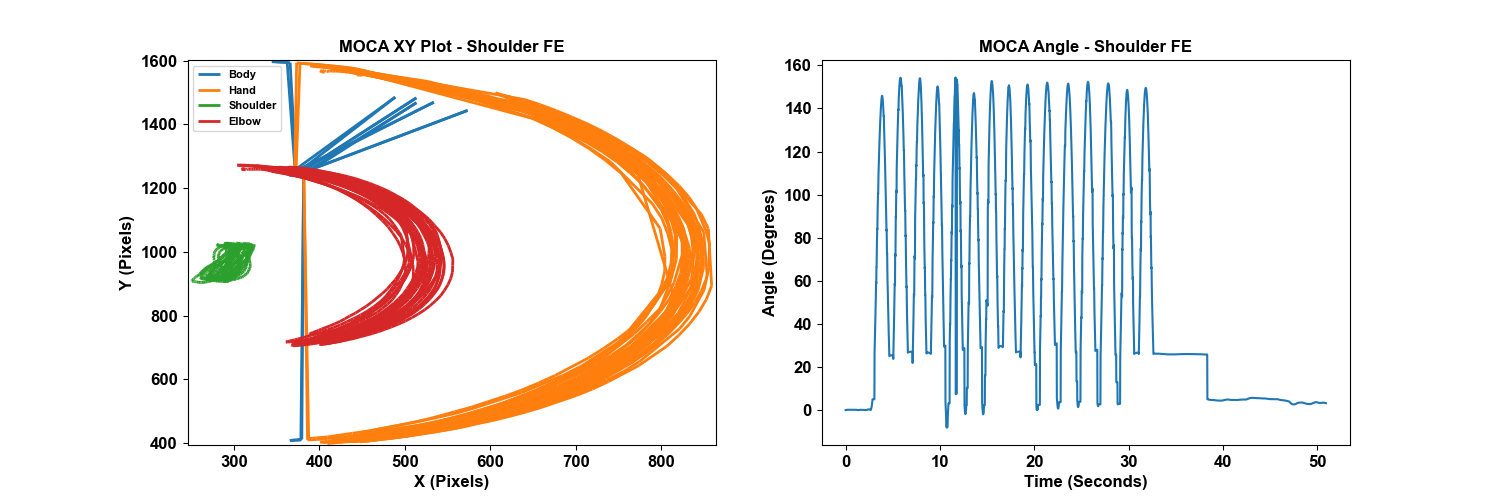 MOCA XY Plot - Shoulder FE
1600
1400
1200
1000
800
600
400
Y (Pixels)
Body
Hand
Shoulder
Elbow
300 400 500 600 700 800
X (Pixels)
MOCA Angle - Shoulder FE
160
140
120
100
80
60
40
20
0
Angle (Degrees)
0 10 20 30 40 50
Time (Seconds)